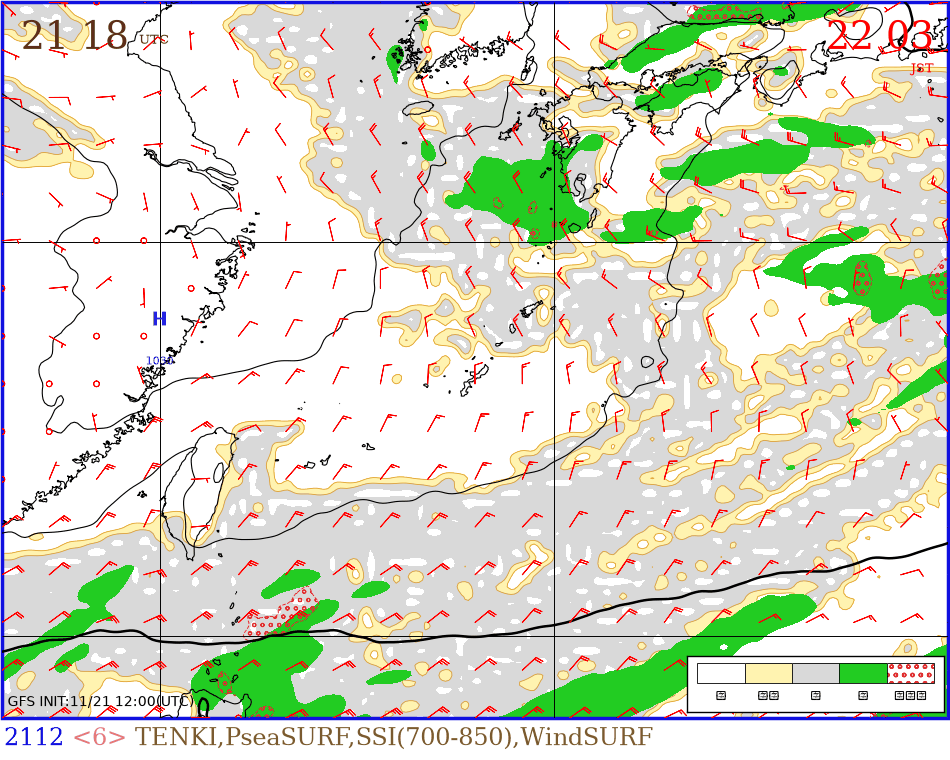 21 18 UTC
22 03
JST
H
GFS INIT:11/21 12:00(UTC)
2112 <6> TENKI,PseaSURF,SSI(700-850),WindSURF